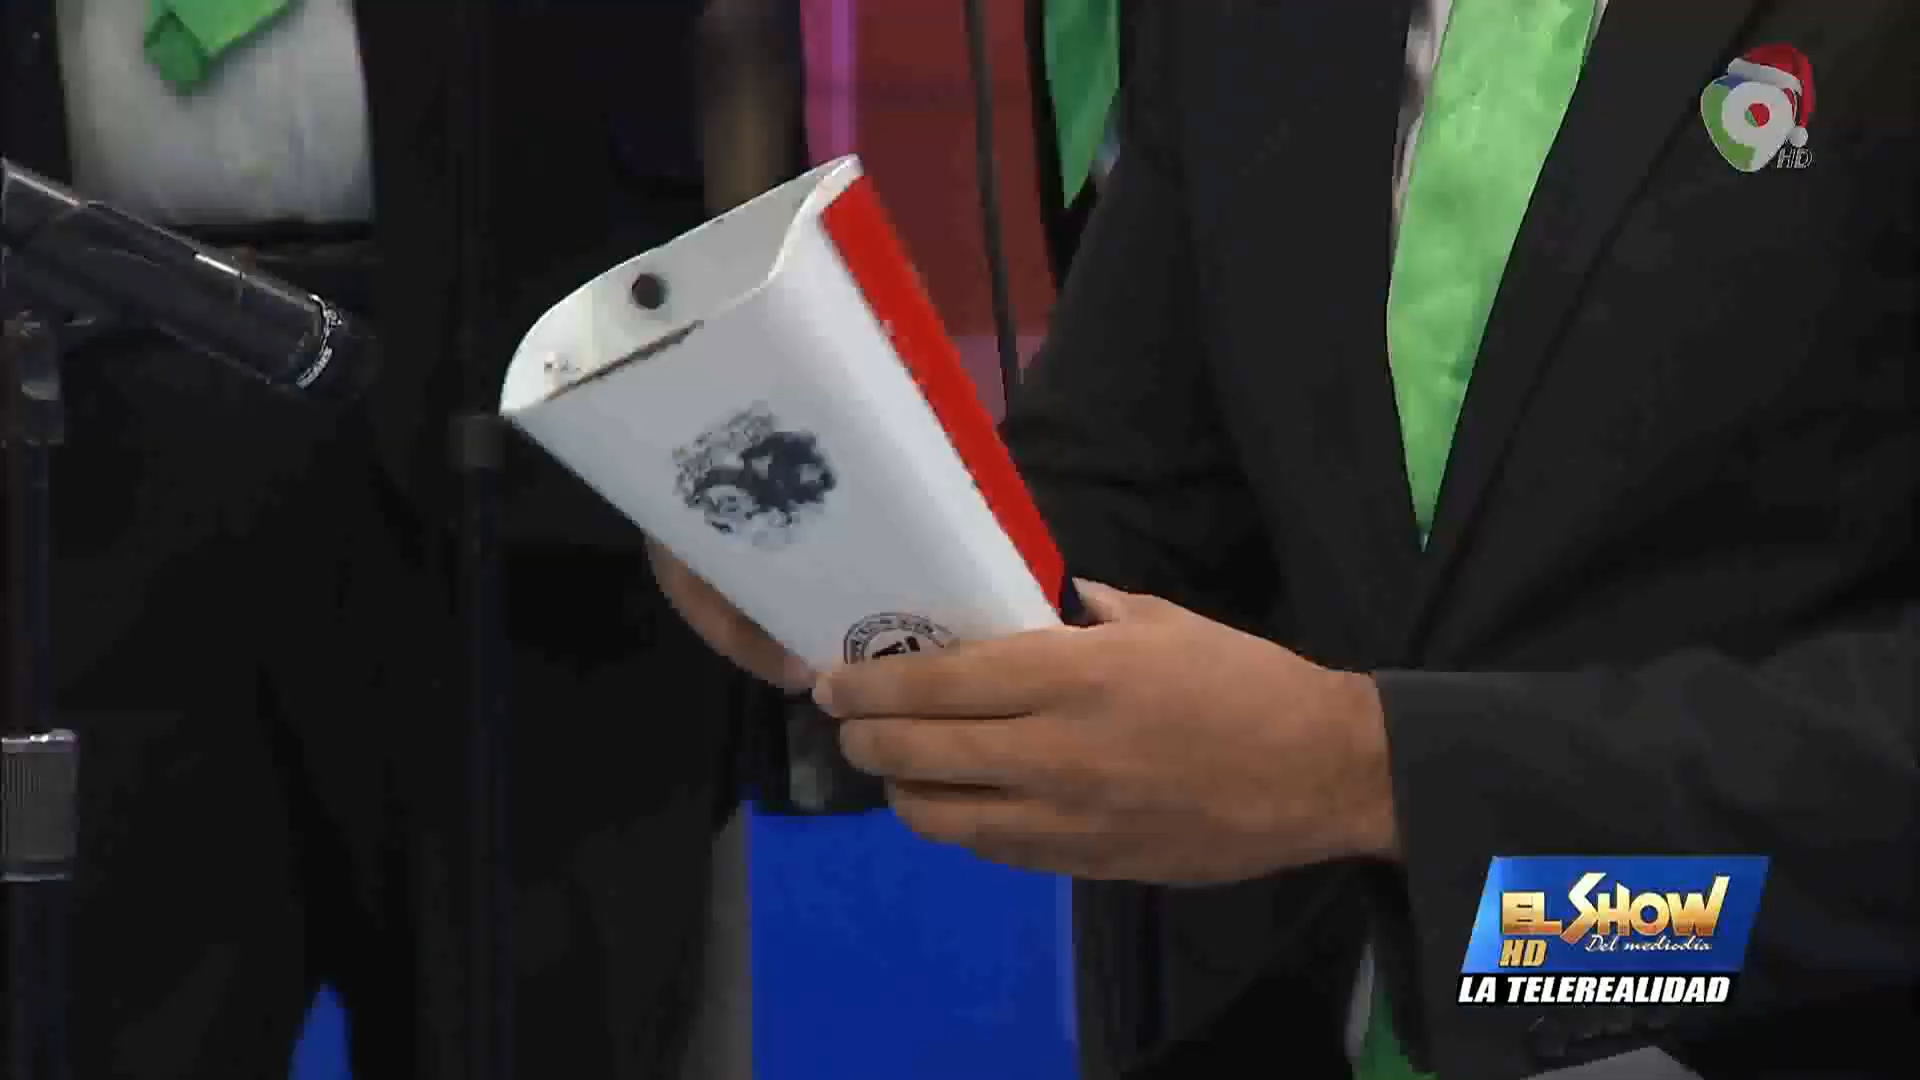 9
HD
EL SHOW
HD Del mediodía
LA TELEREALIDAD